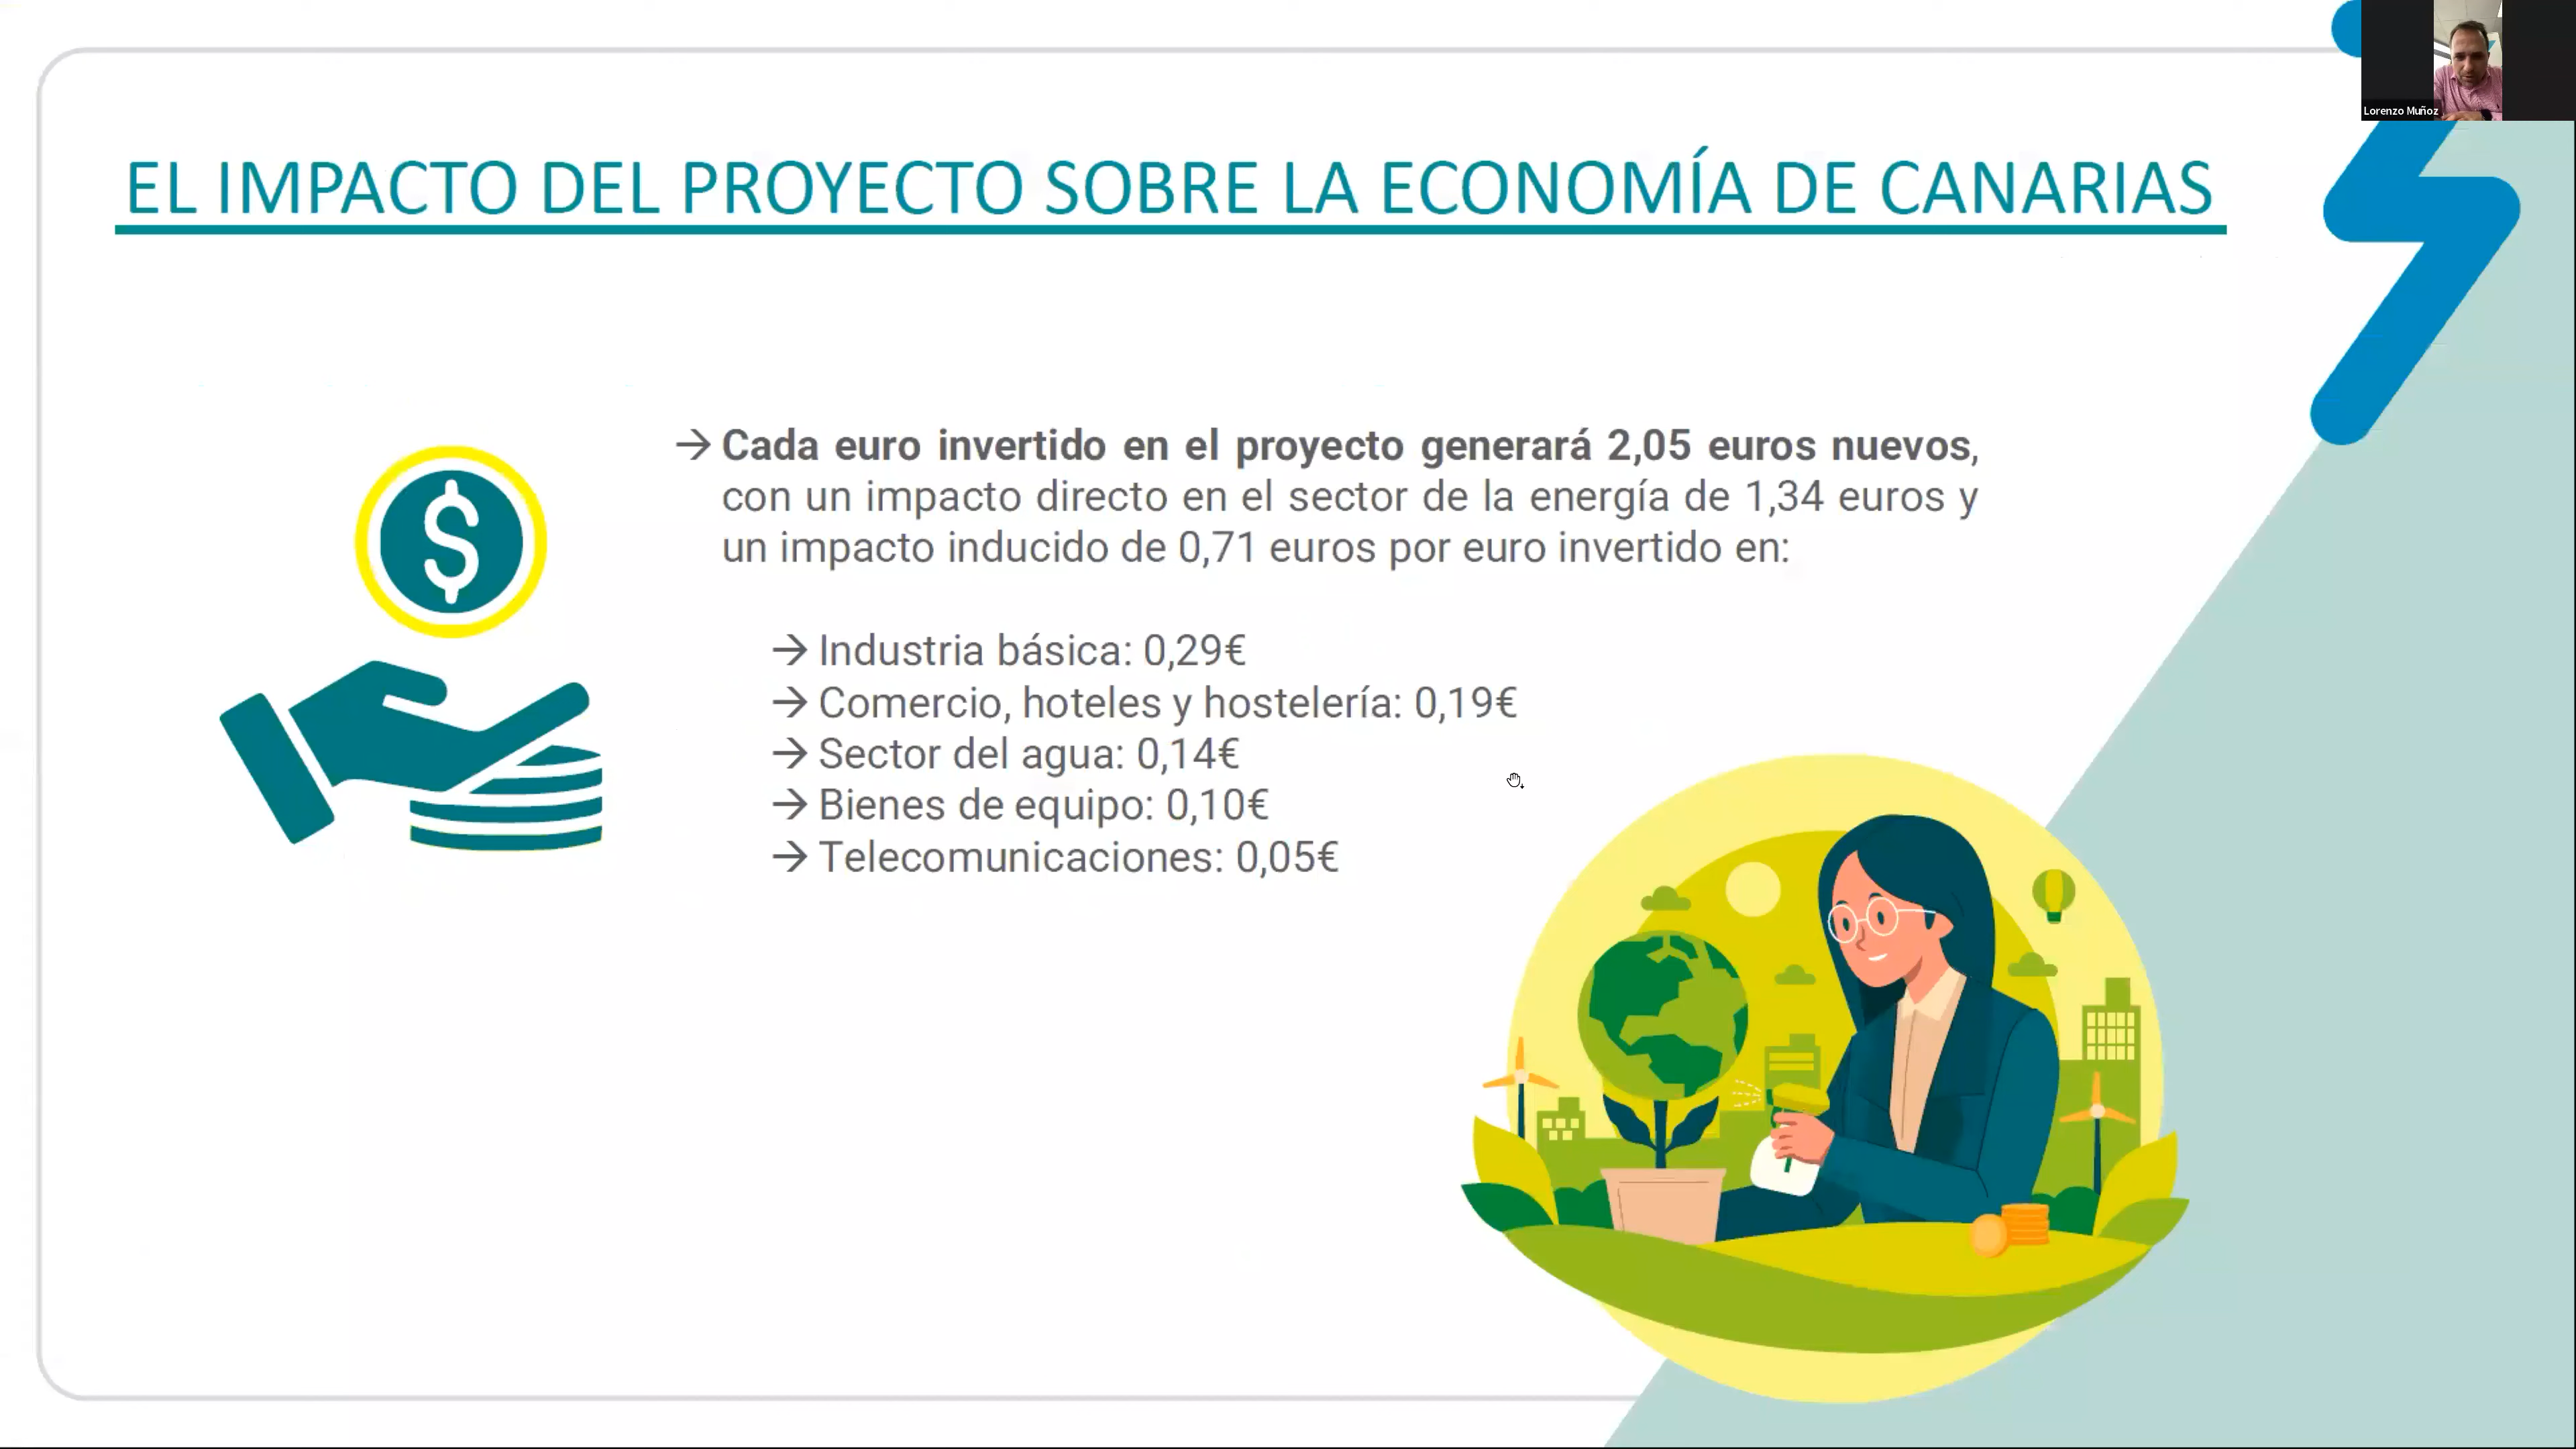 Lorenzo Muñoz
EL IMPACTO DEL PROYECTO SOBRE LA ECONOMÍA DE CANARIAS
→ Cada euro invertido en el proyecto generará 2,05 euros nuevos,
con un impacto directo en el sector de la energía de 1,34 euros y
un impacto inducido de 0,71 euros por euro invertido en:
→ Industria básica: 0,29€
→ Comercio, hoteles y hostelería: 0,19€
→ Sector del agua: 0,14€
→ Bienes de equipo: 0,10€
→ Telecomunicaciones: 0,05€
$